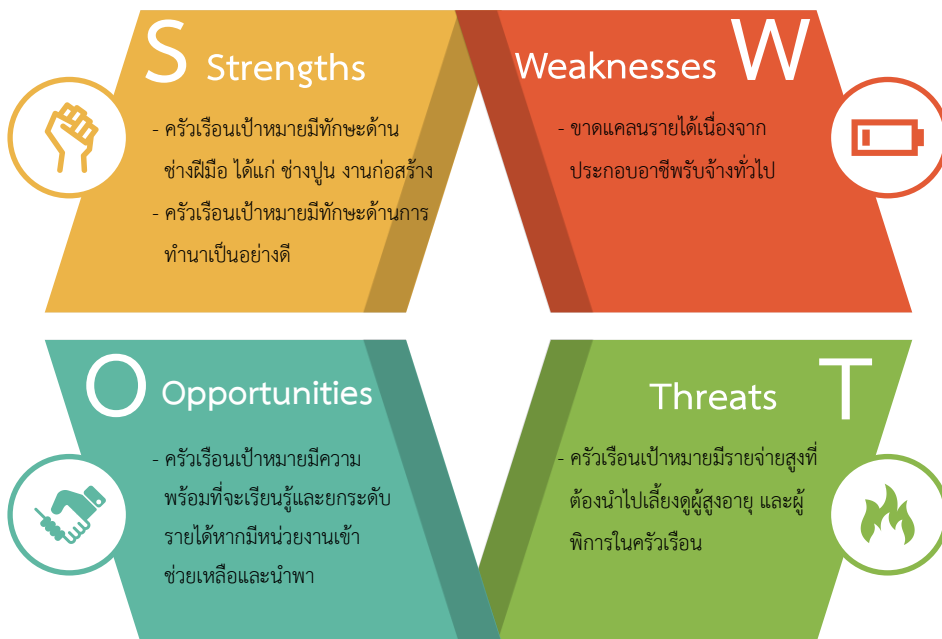 S Strengths
- ครัวเรือนเป้าหมายมีทักษะด้าน
ช่างฝีมือ ได้แก่ ช่างปูน งานก่อสร้าง
- ครัวเรือนเป้าหมายมีทักษะด้านการ
ทำนาเป็นอย่างดี
Weaknesses W
- ขาดแคลนรายได้เนื่องจาก
ประกอบอาชีพรับจ้างทั่วไป
O Opportunities
- ครัวเรือนเป้าหมายมีความ
พร้อมที่จะเรียนรู้และยกระดับ
รายได้หากมีหน่วยงานเข้า
ช่วยเหลือและนำพา
Threats T
- ครัวเรือนเป้าหมายมีรายจ่ายสูงที่
ต้องนำไปเลี้ยงดูผู้สูงอายุ และผู้
พิการในครัวเรือน